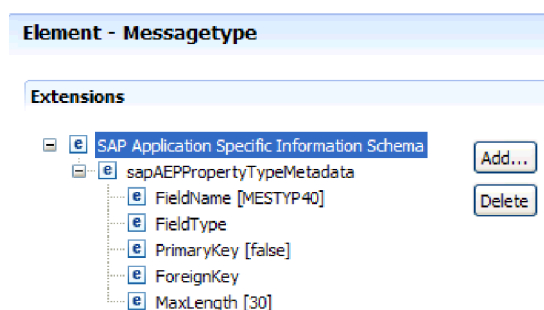 Element - Messagetype
Extensions
SAP Application Specific Information Schema
Add...
sapAEPPropertyTypeMetadata
Delete
FieldName [MESTYP40]
FieldType
PrimaryKey [false]
ForeignKey
MaxLength [30]